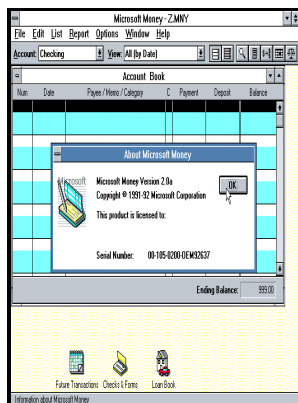 Microsoft Money - Z.MNY
File Edit List Report Options Window Help
Account: Checking View: All (by Date)
Account Book
Num Date Payee / Memo / Category C Payment Deposit Balance
About Microsoft Money
Microsoft
Microsoft Money Version 2.0a
Copyright © 1991-92 Microsoft Corporation
OK
This product is licensed to:
Serial Number: 00-105-0200-OEM92637
Ending Balance: 999.00
Future Transactions Checks & Forms Loan Book
Information about Microsoft Money